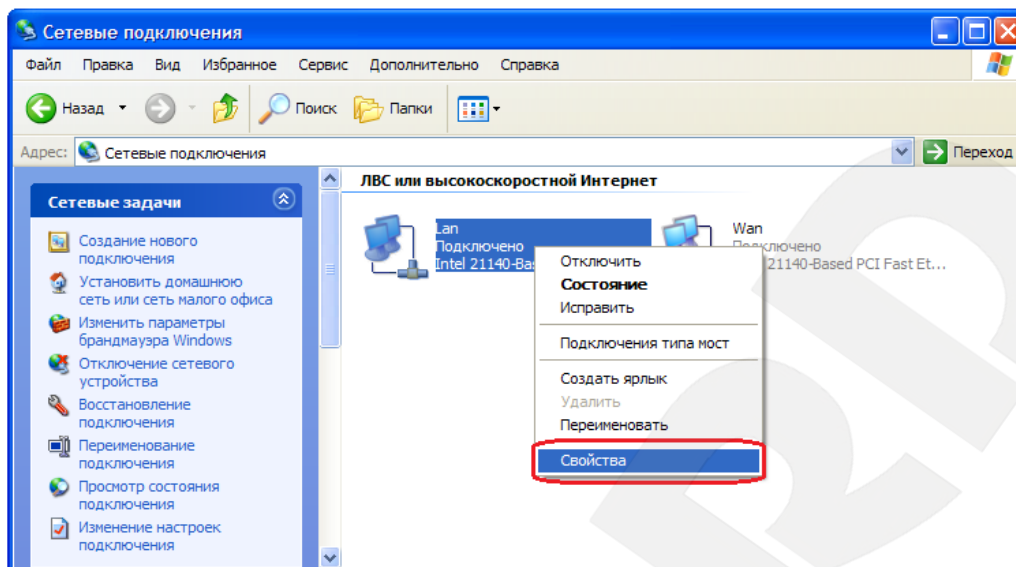 Сетевые подключения
Файл Правка Вид Избранное Сервис Дополнительно Справка
Назад Поиск Папки
Адрес: Сетевые подключения Переход
Сетевые задачи
Создание нового
подключения
Установить домашнюю
сеть или сеть малого офиса
Изменить параметры
брандмауэра Windows
Отключение сетевого
устройства
Восстановление
подключения
Переименование
подключения
Просмотр состояния
подключения
Изменение настроек
подключения
ЛВС или высокоскоростной Интернет
Lan
Подключено
Intel 21140-Bas
Wan
Подключено
21140-Based PCI Fast Et...
Отключить
Состояние
Исправить
Подключения типа мост
Создать ярлык
Удалить
Переименовать
Свойства